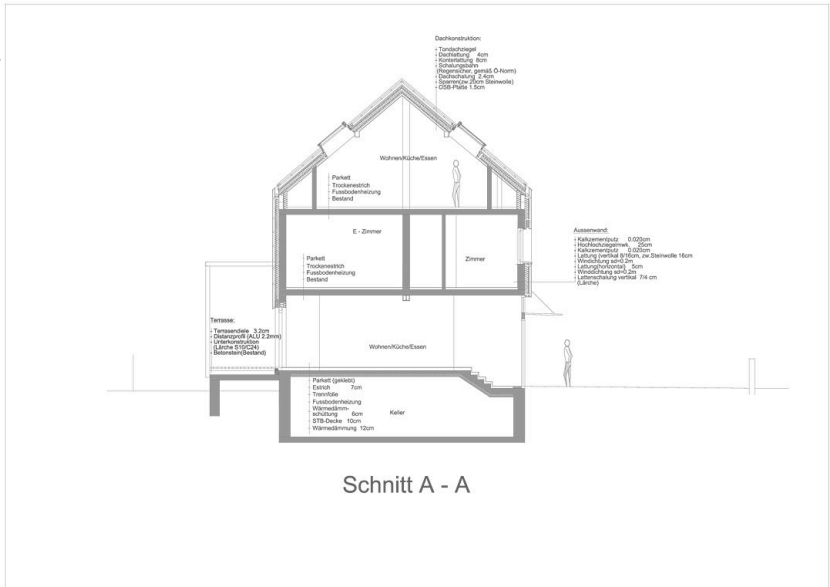 Dachkonstruktion:
- Tondachziegel
- Dachlattung 4cm
- Konterlattung 8cm
- Schalungsbahn
(Regensicher, gemäß Ö-Norm)
- Dachschalung 2.4cm
- Sparren(zw.20cm Steinwolle)
- OSB-Platte 1.5cm
Wohnen/Küche/Essen
Parkett
- Trockenestrich
- Fussbodenheizung
- Bestand
E - Zimmer
Zimmer
- Parkett
- Trockenestrich
- Fussbodenheizung
- Bestand
Aussenwand:
- Kalkzementputz 0.020cm
- Hochlochziegelmwk. 25cm
- Kalkzementputz 0.020cm
- Lattung (vertikal 8/16cm, zw.Steinwolle 16cm
- Winddichtung sd=0.2m
- Lattung(horizontal) 5cm
- Winddichtung sd=0.2m
- Lattenschalung vertikal 7/4 cm
(Lärche)
Terrasse:
- Terrassendiele 3.2cm
- Distanzprofil (ALU 2.2mm)
- Unterkonstruktion
(Lärche S10/C24)
- Betonstein(Bestand)
Wohnen/Küche/Essen
Parkett (geklebt)
- Estrich 7cm
- Trennfolie
- Fussbodenheizung
- Wärmedämm-
schüttung 6cm
- STB-Decke 10cm
- Wärmedämmung 12cm
Keller
Schnitt A - A